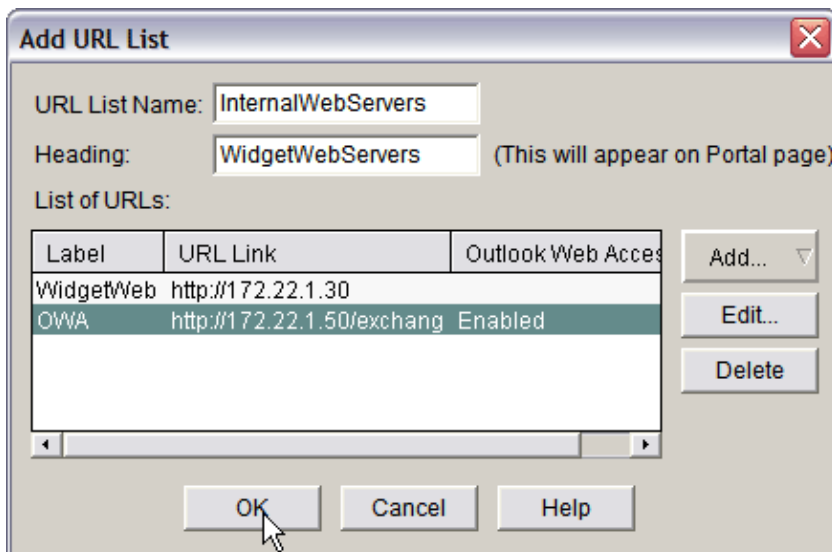 Add URL List
URL List Name: InternalWebServers
Heading: WidgetWebServers (This will appear on Portal page)
List of URLs:
Label URL Link Outlook Web Acces
Add...
WidgetWeb http://172.22.1.30
OWA http://172.22.1.50/exchang Enabled
Edit...
Delete
OK Cancel Help